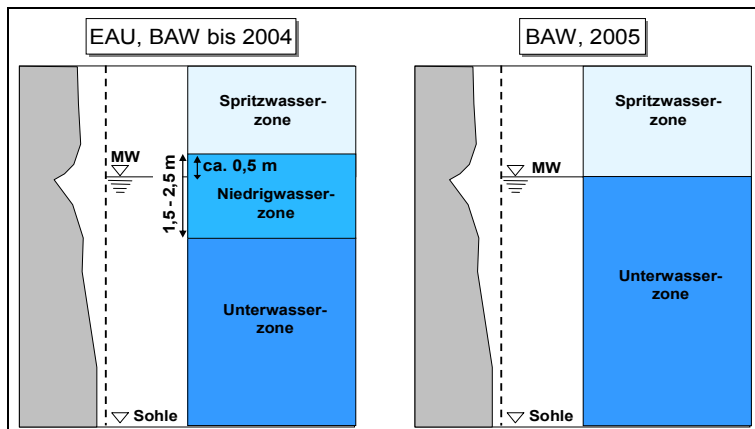 EAU, BAW bis 2004
Spritzwasser-
zone
MW
ca. 0,5 m
1,5 - 2,5 m
Niedrigwasser-
zone
Unterwasser-
zone
Sohle
BAW, 2005
Spritzwasser-
zone
MW
Unterwasser-
zone
Sohle